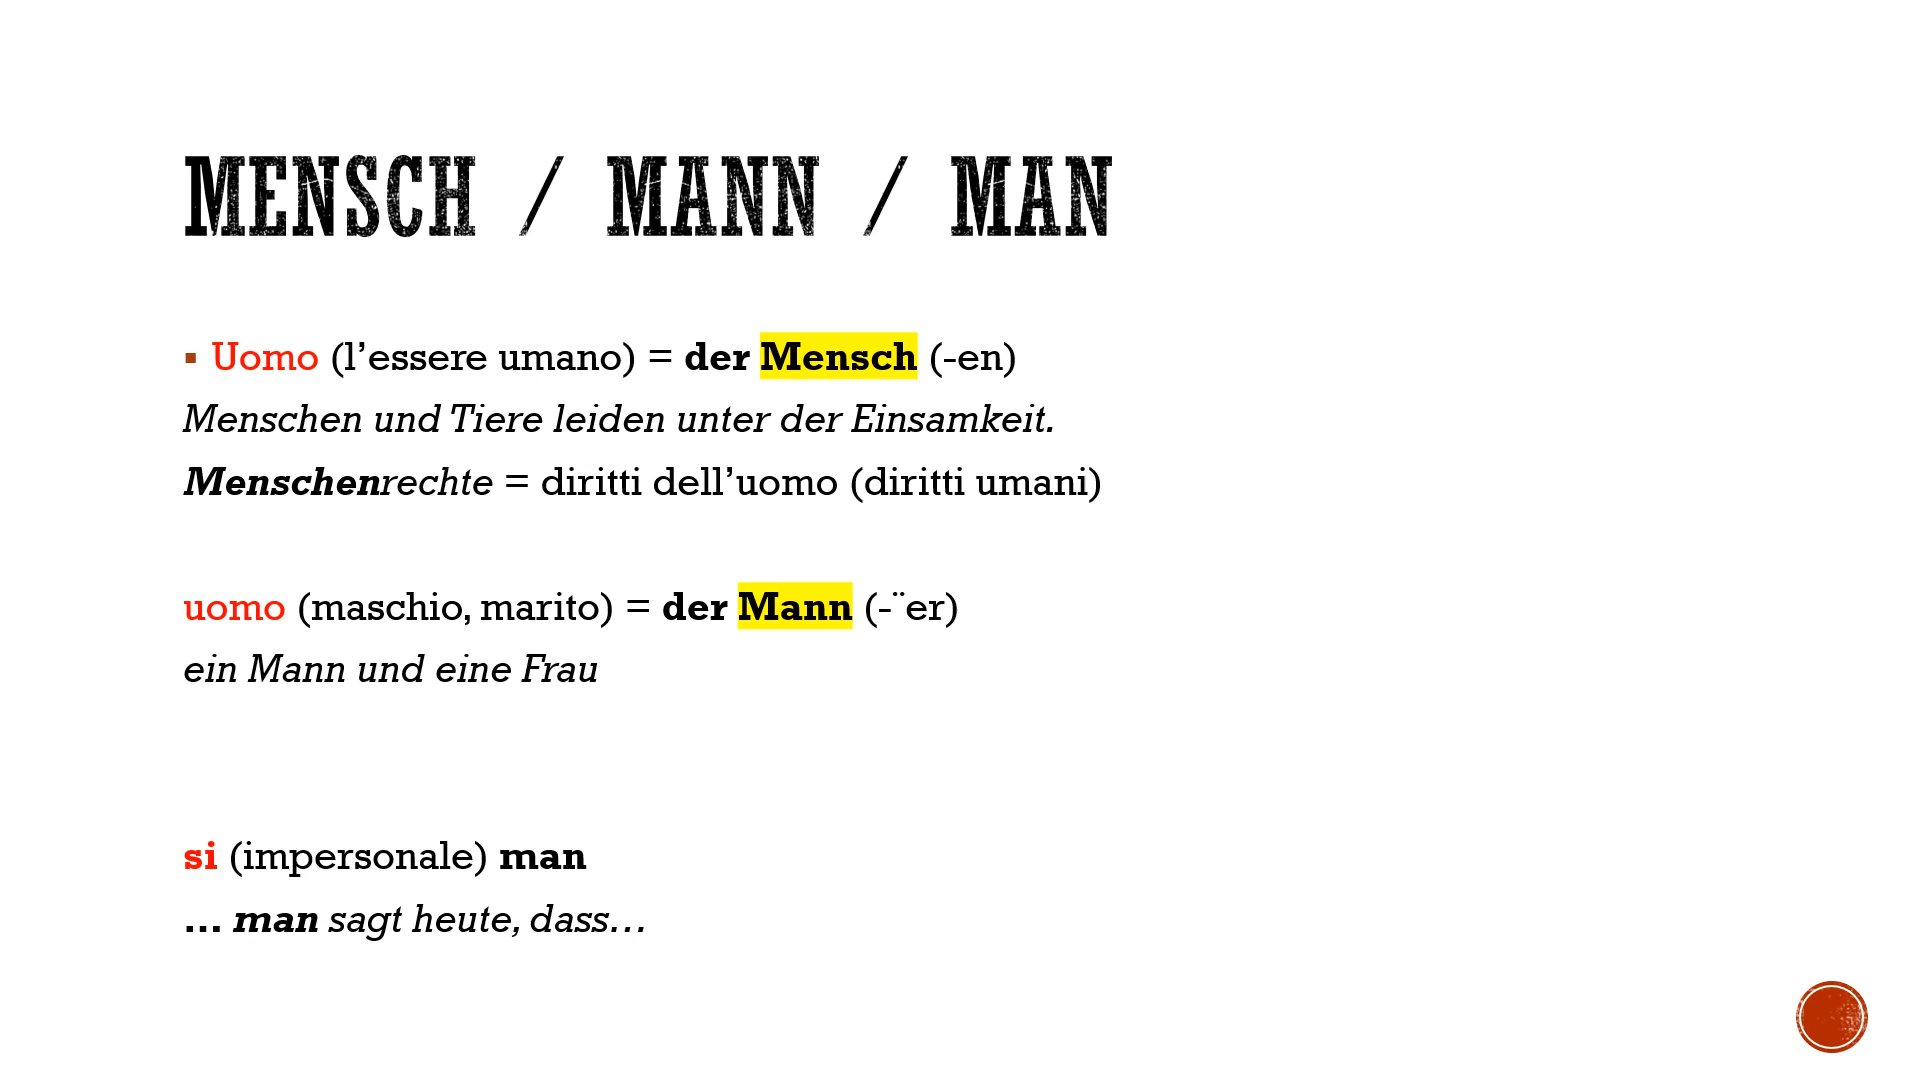 MENSCH / MANN / MAN
▪ Uomo (l’essere umano) = der Mensch (-en)
Menschen und Tiere leiden unter der Einsamkeit.
Menschenrechte = diritti dell’uomo (diritti umani)
uomo (maschio, marito) = der Mann (-¨er)
ein Mann und eine Frau
si (impersonale) man
… man sagt heute, dass…